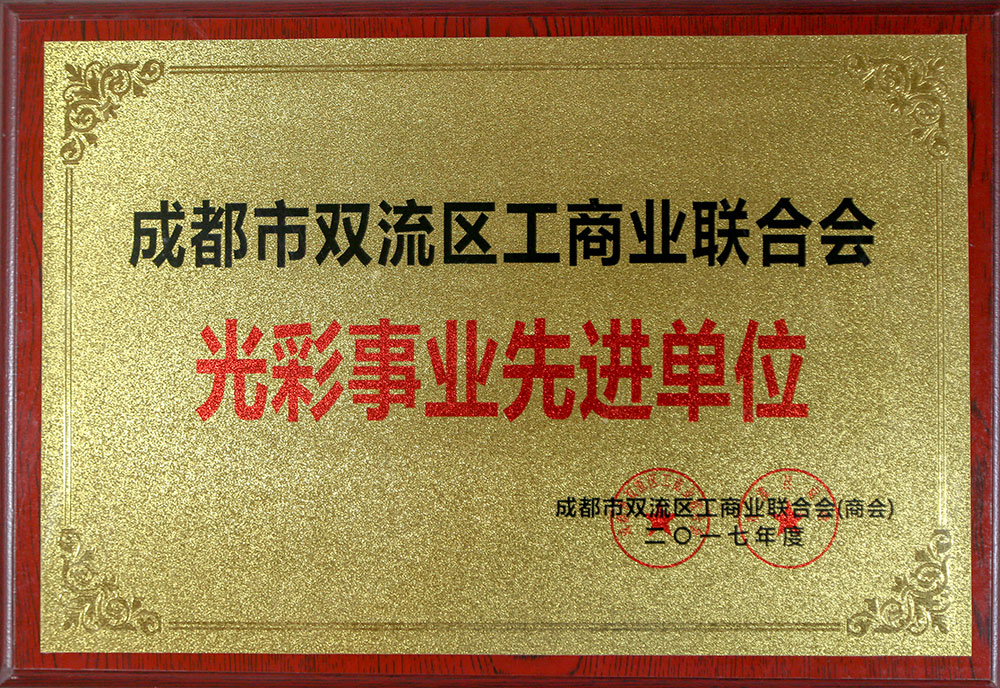 成都市双流区工商业联合会
光彩事业先进单位
成都市双流区工商业联合会(商会)
二〇一七年度